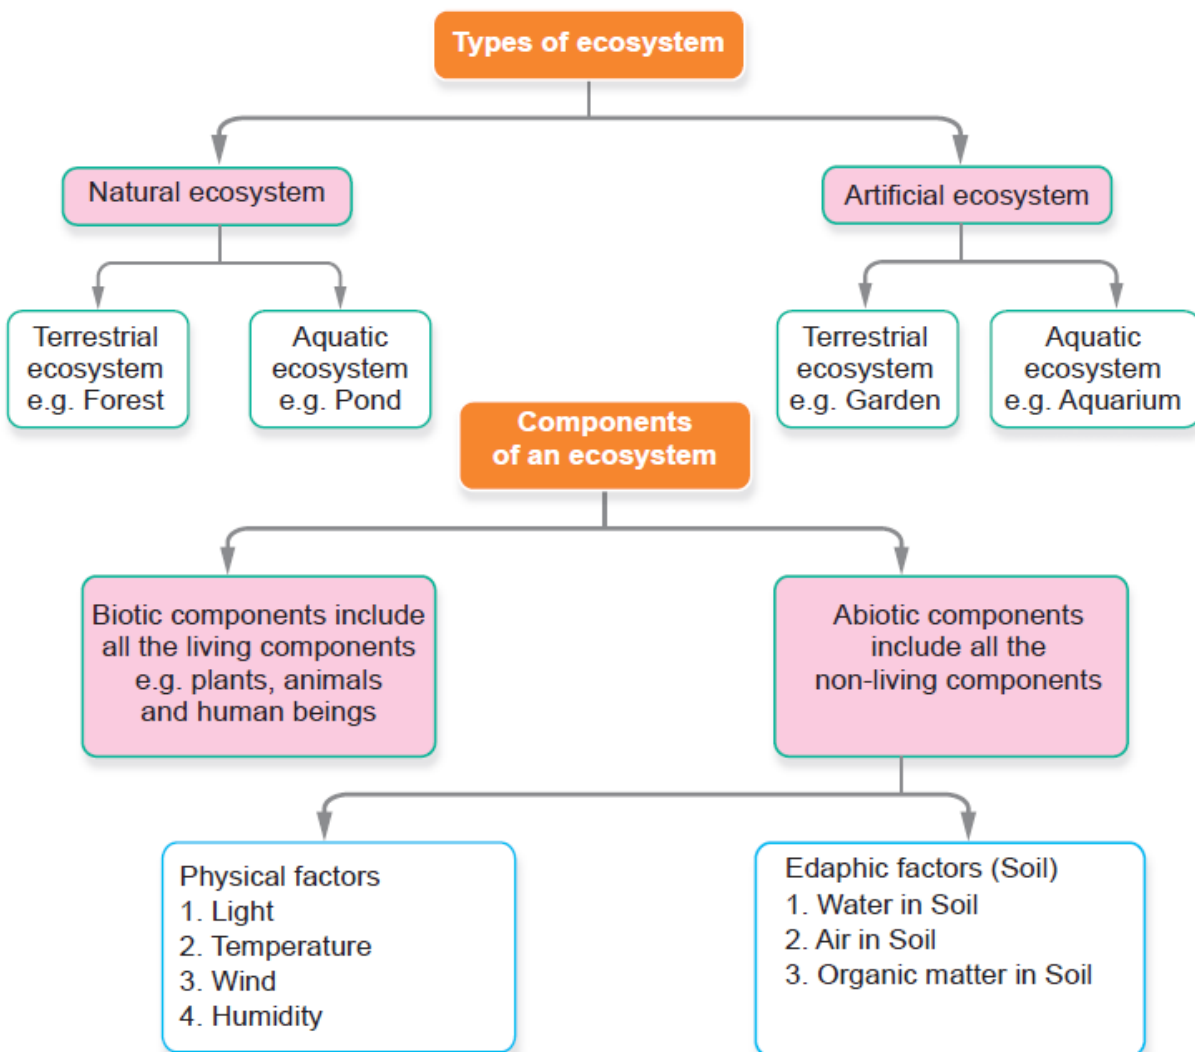 Types of ecosystem
Natural ecosystem
Artificial ecosystem
Terrestrial
ecosystem
e.g. Forest
Aquatic
ecosystem
e.g. Pond
Terrestrial
ecosystem
e.g. Garden
Aquatic
ecosystem
e.g. Aquarium
Components
of an ecosystem
Biotic components include
all the living components
e.g. plants, animals
and human beings
Abiotic components
include all the
non-living components
Physical factors
1. Light
2. Temperature
3. Wind
4. Humidity
Edaphic factors (Soil)
1. Water in Soil
2. Air in Soil
3. Organic matter in Soil